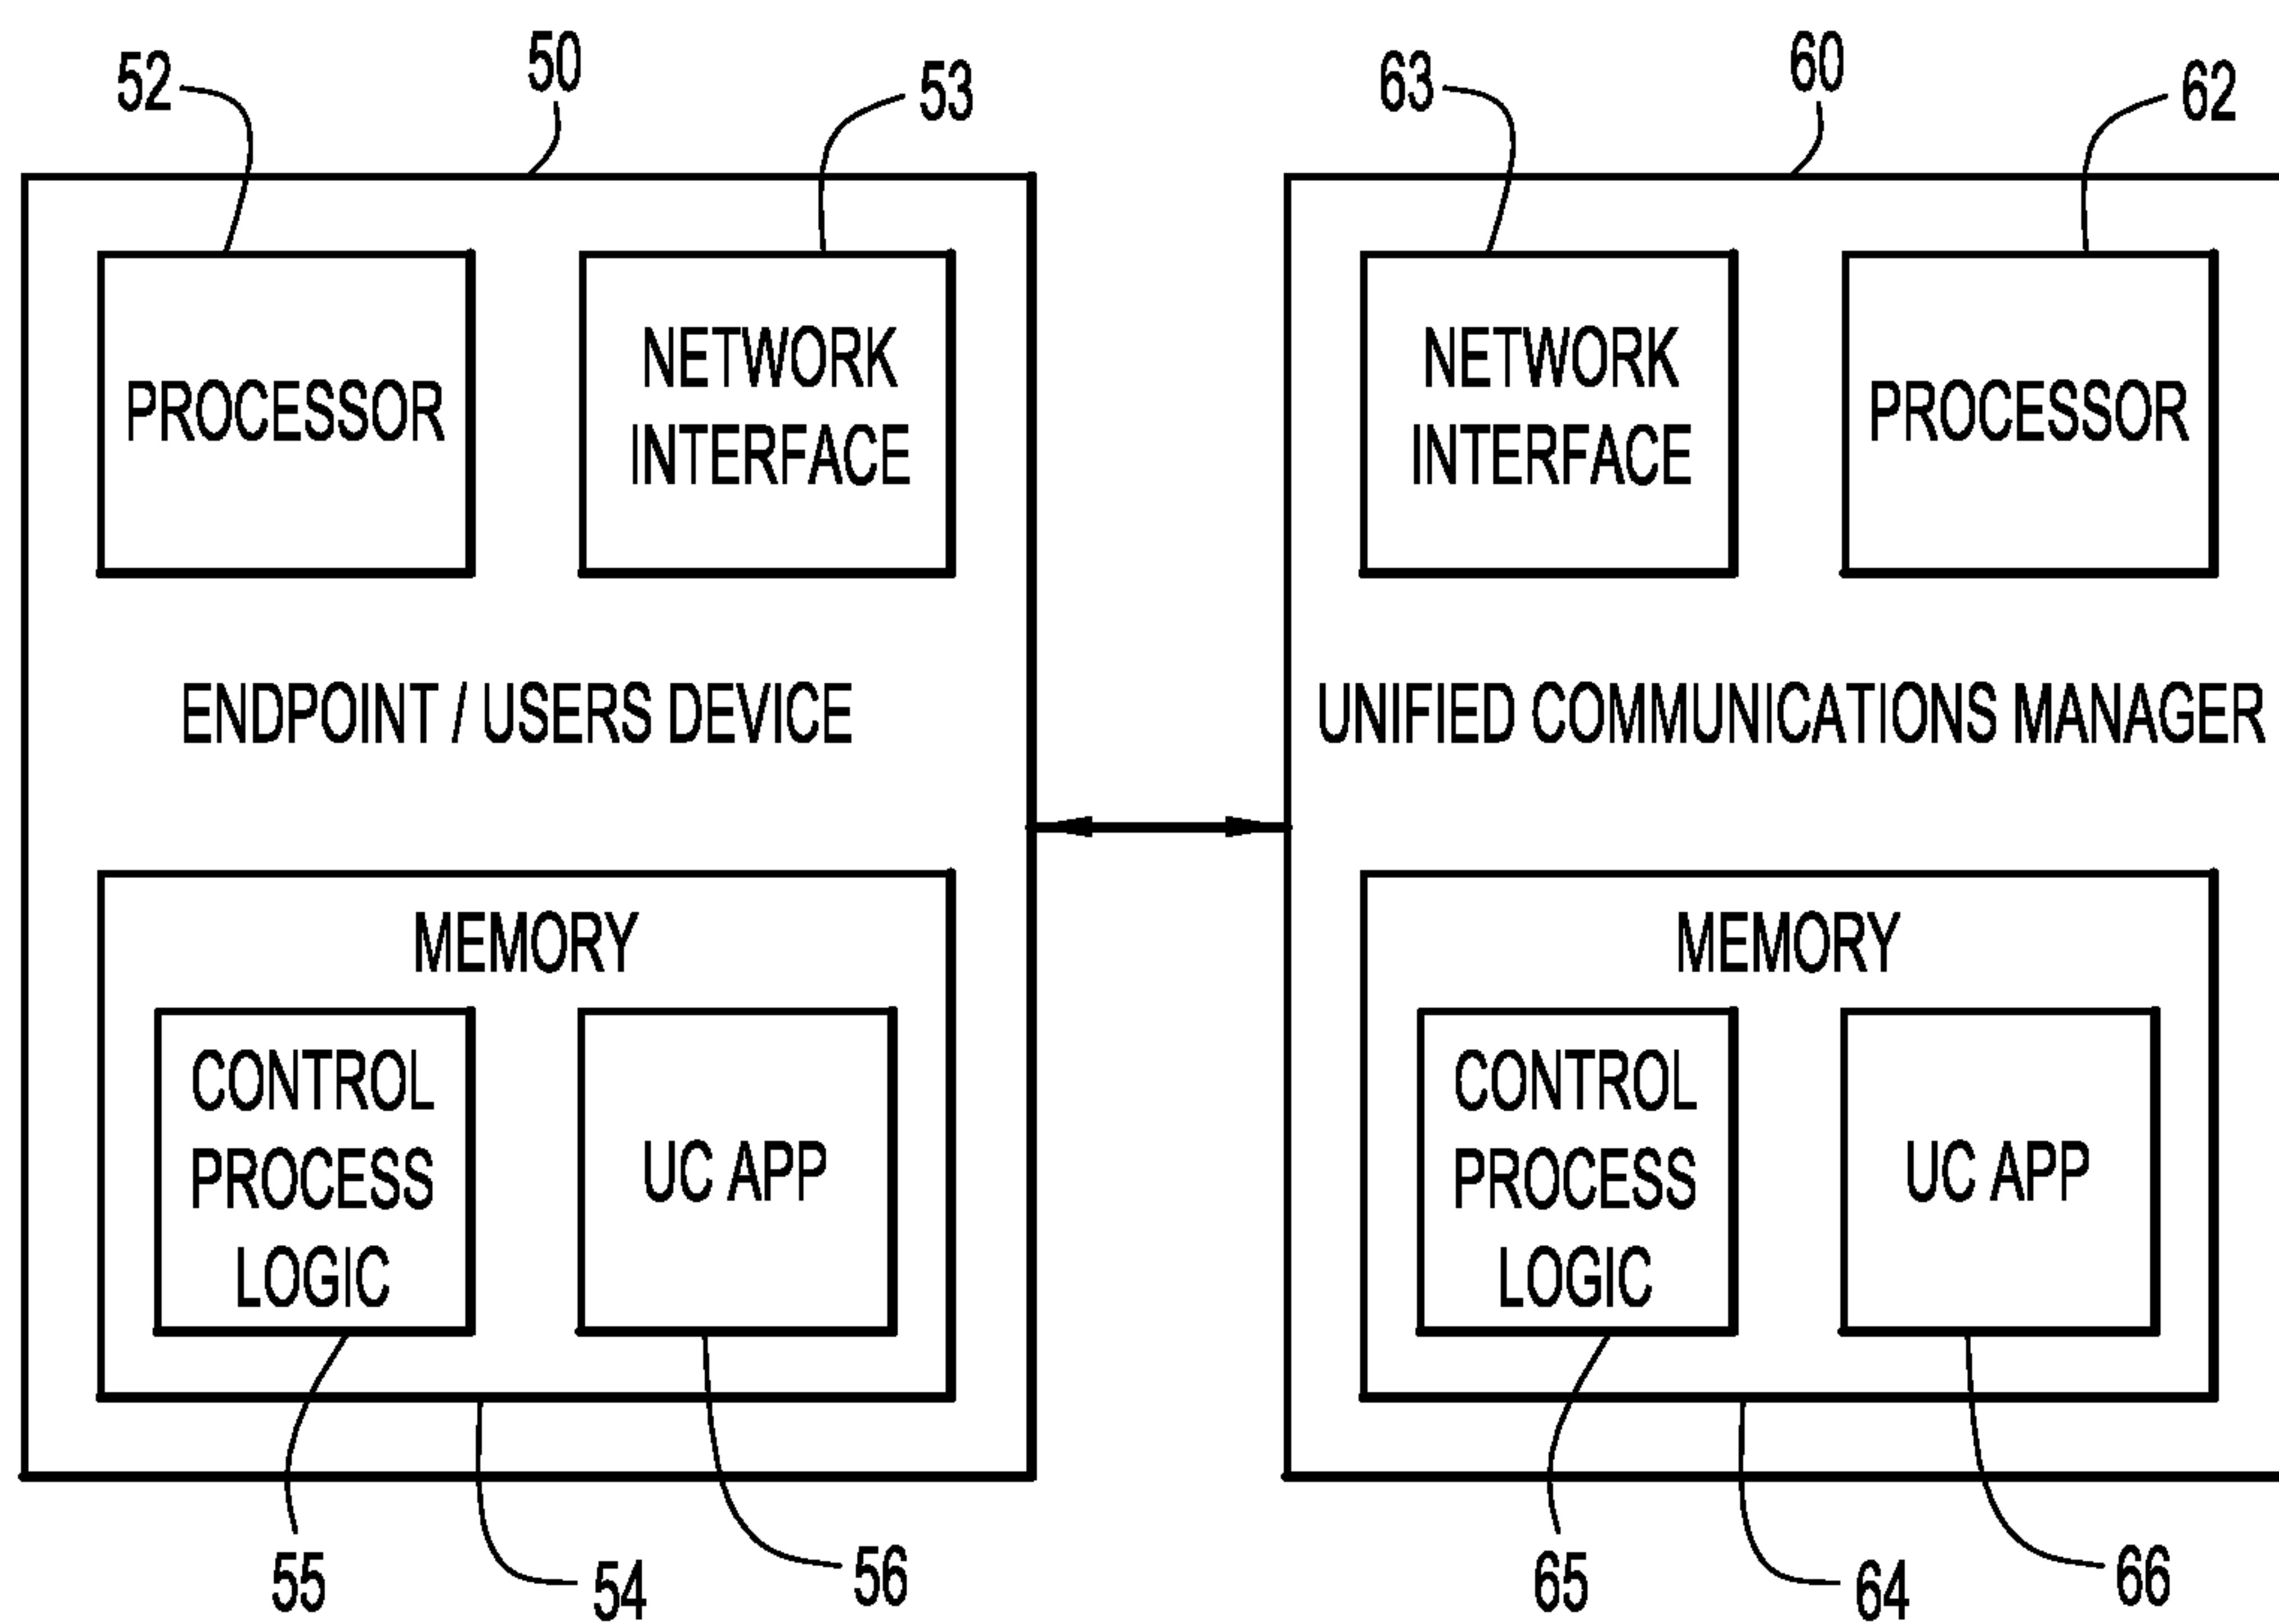 52
50
53
63
60
62
PROCESSOR
NETWORK
INTERFACE
NETWORK
INTERFACE
PROCESSOR
ENDPOINT / USERS DEVICE
UNIFIED COMMUNICATIONS MANAGER
MEMORY
CONTROL
PROCESS
LOGIC
UC APP
MEMORY
CONTROL
PROCESS
LOGIC
UC APP
55
54
56
65
64
66